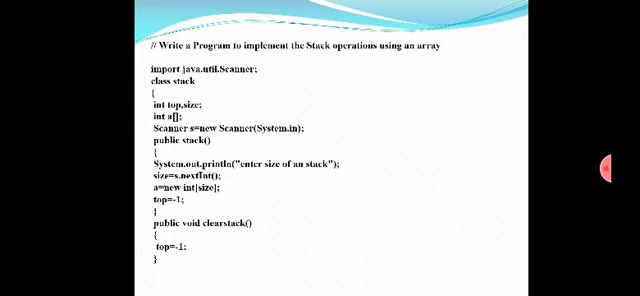 // Write a Program to implement the Stack operations using an array
import java.util.Scanner;
class stack
{
int top,size;
int a[];
Scanner s=new Scanner(System.in);
public stack()
{
System.out.println("enter size of an stack");
size=s.nextInt();
a=new int[size];
top=-1;
}
public void clearstack()
{
top=-1;
}